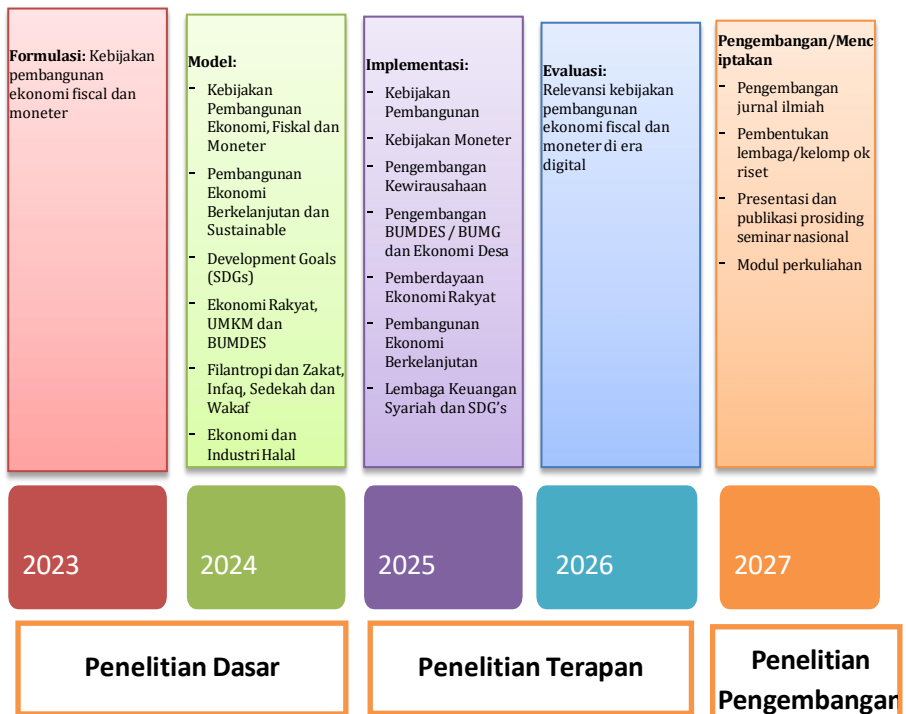 Formulasi: Kebijakan
pembangunan
ekonomi fiscal dan
moneter
Model:
- Kebijakan
Pembangunan
Ekonomi, Fiskal dan
Moneter
- Pembangunan
Ekonomi
Berkelanjutan dan
Sustainable
- Development Goals
(SDGs)
- Ekonomi Rakyat,
UMKM dan
BUMDES
- Filantropi dan Zakat,
Infaq, Sedekah dan
Wakaf
- Ekonomi dan
Industri Halal
Implementasi:
- Kebijakan
Pembangunan
- Kebijakan Moneter
- Pengembangan
Kewirausahaan
- Pengembangan
BUMDES / BUMG
dan Ekonomi Desa
- Pemberdayaan
Ekonomi Rakyat
- Pembangunan
Ekonomi
Berkelanjutan
- Lembaga Keuangan
Syariah dan SDG's
Evaluasi:
Relevansi kebijakan
pembangunan
ekonomi fiscal dan
moneter di era
digital
Pengembangan/Menc
iptakan
- Pengembangan
jurnal ilmiah
- Pembentukan
lembaga/kelomp ok
riset
- Presentasi dan
publikasi prosiding
seminar nasional
- Modul perkuliahan
2023
2024
2025
2026
2027
Penelitian Dasar
Penelitian Terapan
Penelitian
Pengembangan